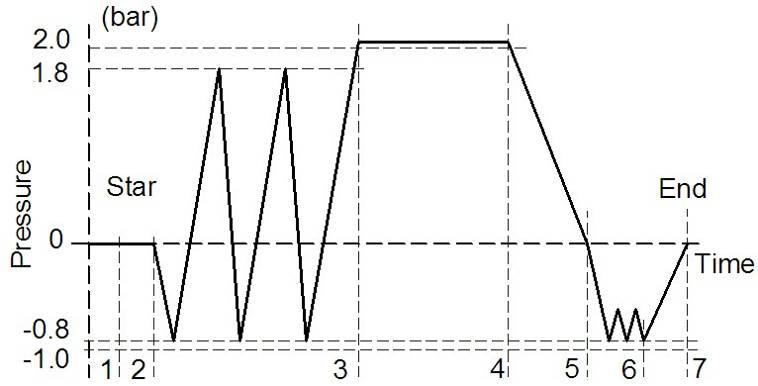 (bar)
2.0
1.8
Star
End
Pressure
0
Time
-0.8
-1.0
1 2 3 4 5 6 7